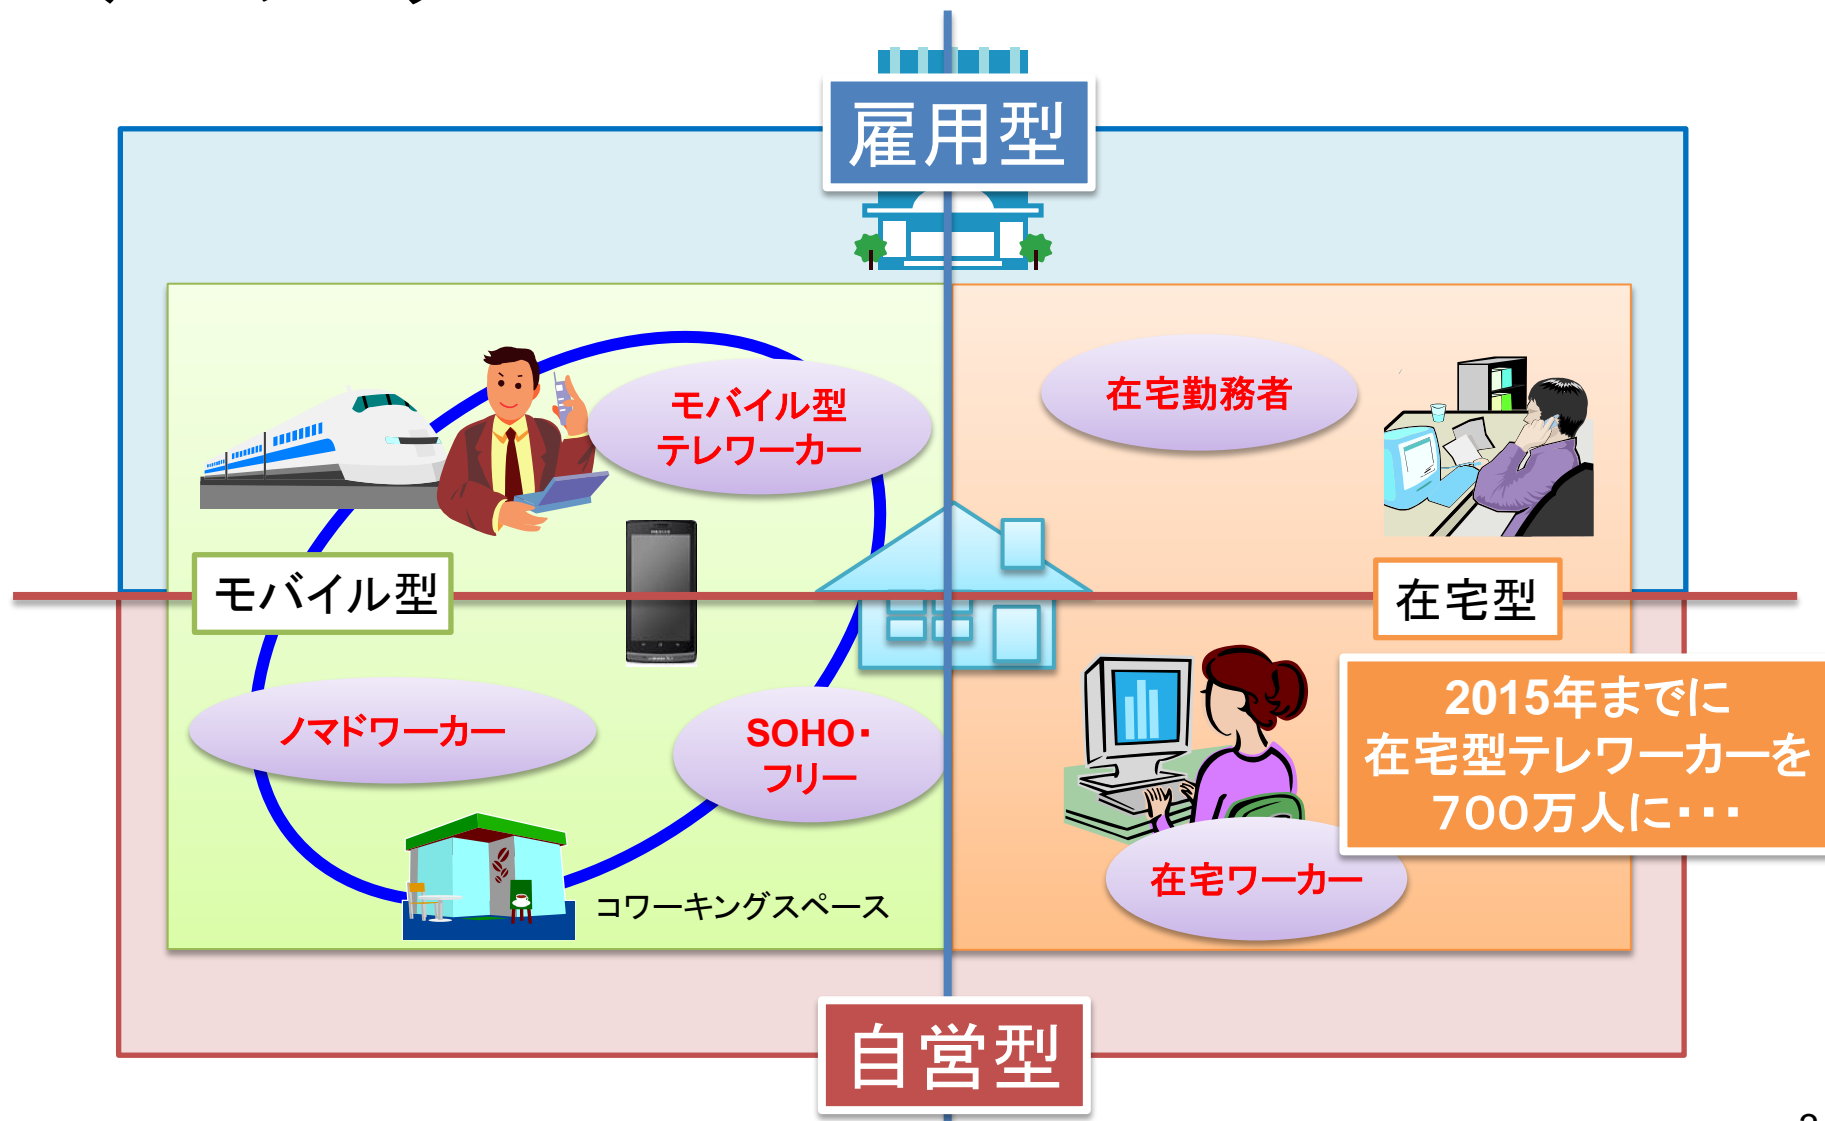 雇用型
モバイル型
テレワーカー
在宅勤務者
モバイル型
在宅型
ノマドワーカー
SOHO・
フリー
2015年までに
在宅型テレワーカーを
700万人に・・・
在宅ワーカー
コワーキングスペース
自営型